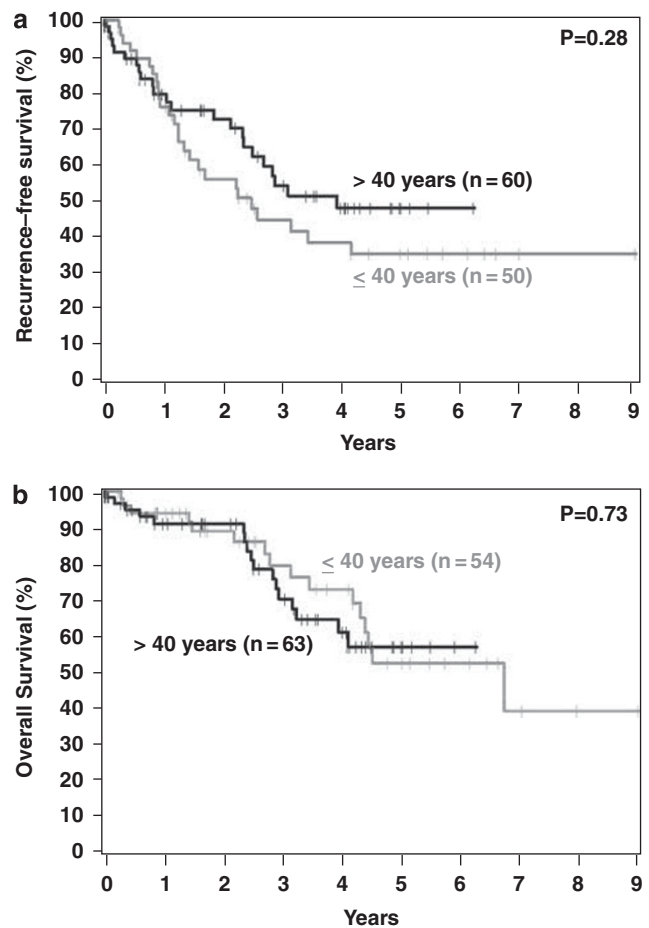 a
Recurrence–free survival (%)
100
90
80
70
60
50
40
30
20
10
0
P=0.28
> 40 years (n = 60)
≤ 40 years (n = 50)
0 1 2 3 4 5 6 7 8 9
Years
b
Overall Survival (%)
100
90
80
70
60
50
40
30
20
10
0
P=0.73
≤ 40 years (n = 54)
> 40 years (n = 63)
0 1 2 3 4 5 6 7 8 9
Years